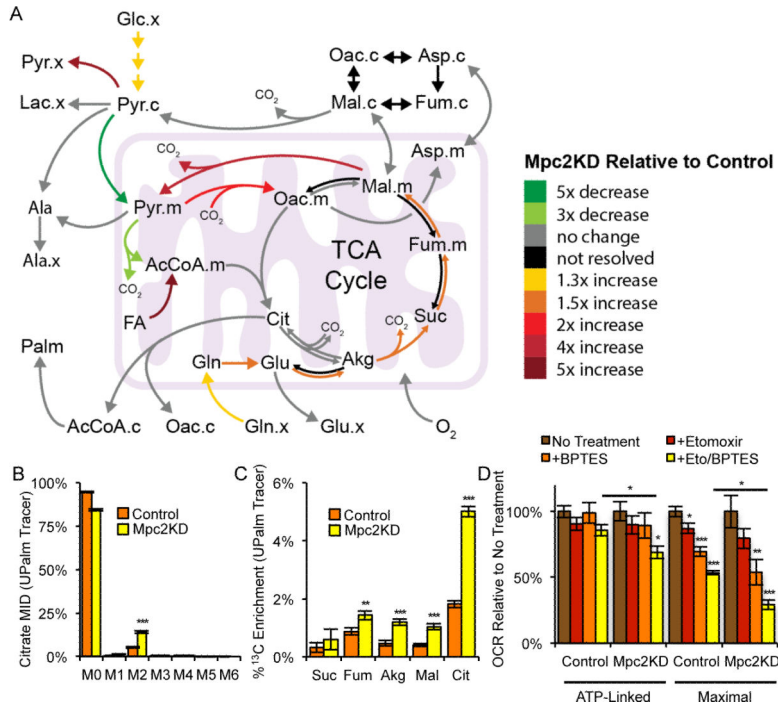 A
Glc.x
Pyr.x
Lac.x
Pyr.c
CO2
Oac.c
Asp.c
Mal.c
Fum.c
Asp.m
CO2
Ala
Pyr.m
CO2
Oac.m
Mal.m
Ala.x
CO2
AcCoA.m
TCA
Cycle
Fum.m
FA
Cit
CO2
CO2
Suc
Palm
Gln
Glu
Akg
AcCoA.c
Oac.c
Gln.x
Glu.x
O2
Mpc2KD Relative to Control
5x decrease
3x decrease
no change
not resolved
1.3x increase
1.5x increase
2x increase
4x increase
5x increase
B
Citrate MID (UPalm Tracer)
100%
75%
50%
25%
0%
Control
Mpc2KD
***
M0 M1 M2 M3 M4 M5 M6
C
%13C Enrichment (UPalm Tracer)
6%
4%
2%
0%
Control
Mpc2KD
** *** *** ***
Suc Fum Akg Mal Cit
D
No Treatment
+Etomoxir
+BPTES
+Eto/BPTES
OCR Relative to No Treatment
100%
50%
0%
* *
* * *** *** ** ***
Control Mpc2KD Control Mpc2KD
ATP-Linked Maximal